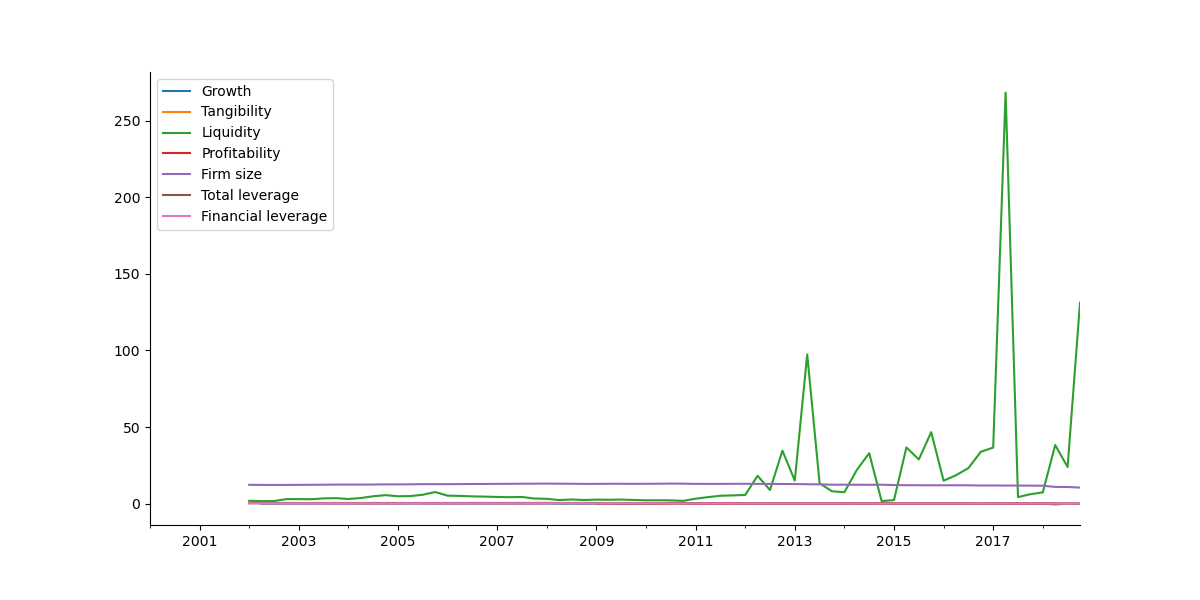 Growth
Tangibility
Liquidity
Profitability
Firm size
Total leverage
Financial leverage
250
200
150
100
50
0
2001 2003 2005 2007 2009 2011 2013 2015 2017